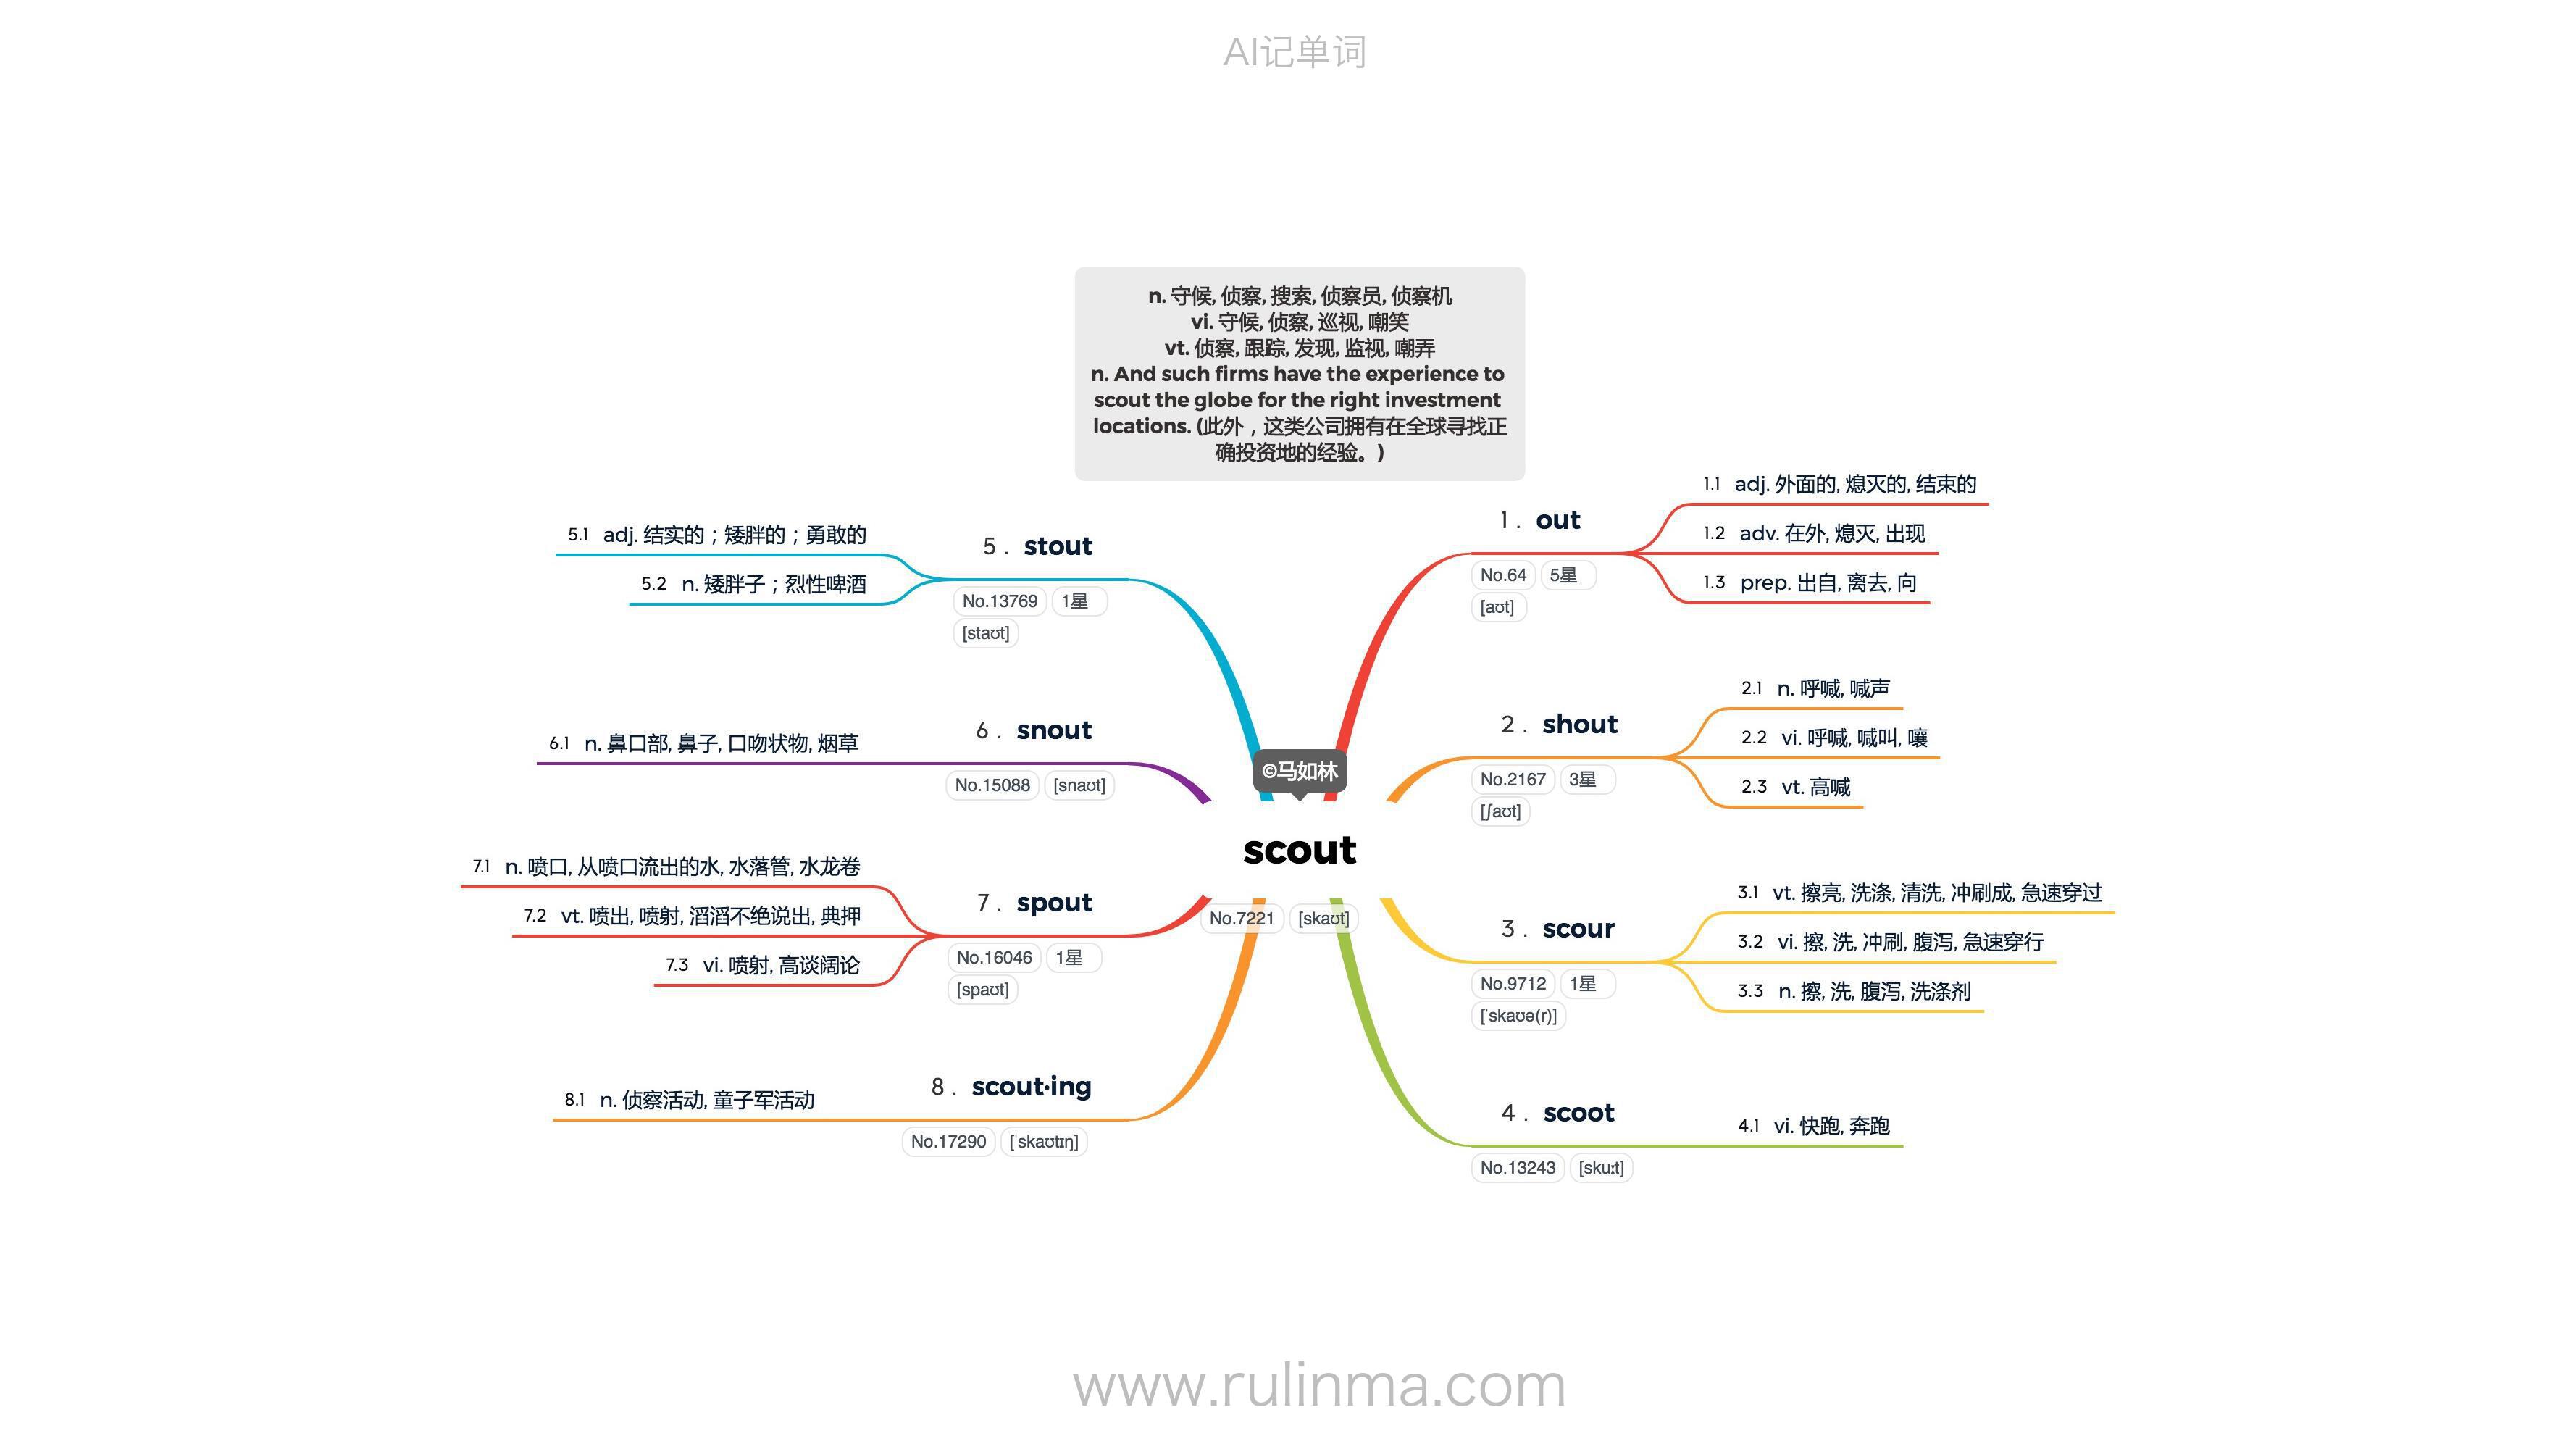 AI记单词
n. 守候, 侦察, 搜索, 侦察员, 侦察机
vi. 守候, 侦察, 巡视, 嘲笑
vt. 侦察, 跟踪, 发现, 监视, 嘲弄
n. And such firms have the experience to
scout the globe for the right investment
locations. (此外，这类公司拥有在全球寻找正
确投资地的经验。)
©马如林
scout
No.7221 [skaʊt]
1. out
No.64 5星
[aʊt]
1.1 adj. 外面的, 熄灭的, 结束的
1.2 adv. 在外, 熄灭, 出现
1.3 prep. 出自, 离去, 向
2. shout
No.2167 3星
[ʃaʊt]
2.1 n. 呼喊, 喊声
2.2 vi. 呼喊, 喊叫, 嚷
2.3 vt. 高喊
3. scour
No.9712 1星
[ˈskaʊə(r)]
3.1 vt. 擦亮, 洗涤, 清洗, 冲刷成, 急速穿过
3.2 vi. 擦, 洗, 冲刷, 腹泻, 急速穿行
3.3 n. 擦, 洗, 腹泻, 洗涤剂
4. scoot
No.13243 [skuːt]
4.1 vi. 快跑, 奔跑
5. stout
No.13769 1星
[staʊt]
5.1 adj. 结实的；矮胖的；勇敢的
5.2 n. 矮胖子；烈性啤酒
6. snout
No.15088 [snaʊt]
6.1 n. 鼻口部, 鼻子, 口吻状物, 烟草
7. spout
No.16046 1星
[spaʊt]
7.1 n. 喷口, 从喷口流出的水, 水落管, 水龙卷
7.2 vt. 喷出, 喷射, 滔滔不绝说出, 典押
7.3 vi. 喷射, 高谈阔论
8. scout·ing
No.17290 [ˈskaʊtɪŋ]
8.1 n. 侦察活动, 童子军活动
www.rulinma.com